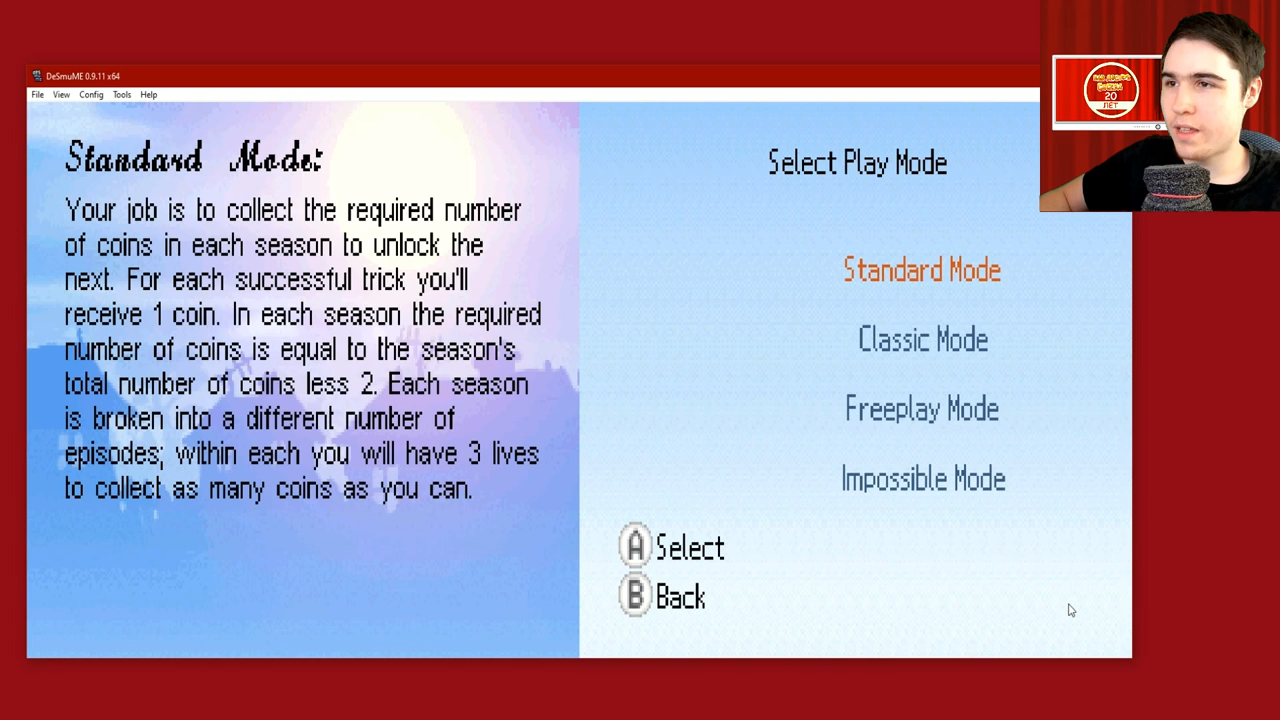 DeSmuME 0.9.11 x64
File View Config Tools Help
Standard Mode:
Your job is to collect the required number
of coins in each season to unlock the
next. For each successful trick you'll
receive 1 coin. In each season the required
number of coins is equal to the season's
total number of coins less 2. Each season
is broken into a different number of
episodes; within each you will have 3 lives
to collect as many coins as you can.
Select Play Mode
Standard Mode
Classic Mode
Freeplay Mode
Impossible Mode
A Select
B Back
20
ЛЕТ